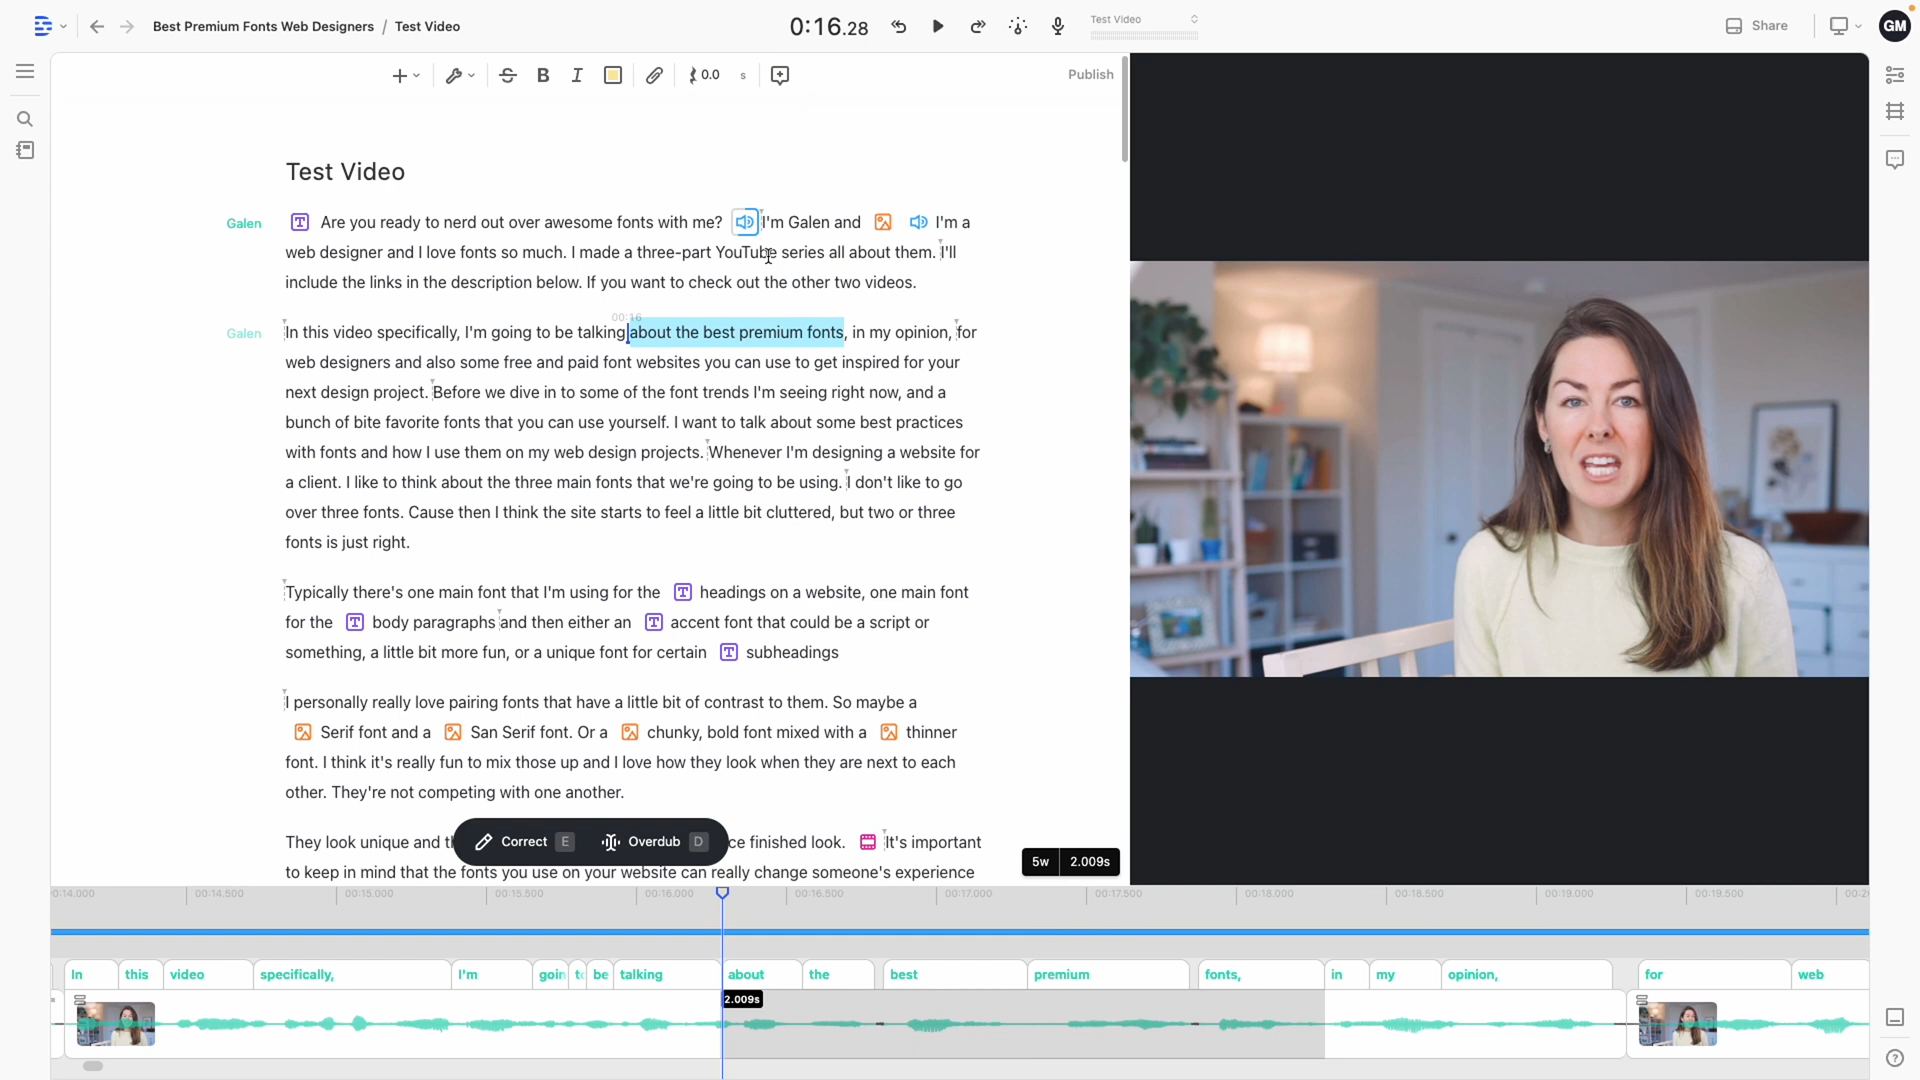 Best Premium Fonts Web Designers / Test Video
0:16.28
Test Video
Share
GM
0.0 s
Publish
Test Video
Galen
Are you ready to nerd out over awesome fonts with me? I'm Galen and I'm a
web designer and I love fonts so much. I made a three-part YouTube series all about them. I'll
include the links in the description below. If you want to check out the other two videos.
00:16
Galen
In this video specifically, I'm going to be talking about the best premium fonts, in my opinion, for
web designers and also some free and paid font websites you can use to get inspired for your
next design project. Before we dive in to some of the font trends I'm seeing right now, and a
bunch of bite favorite fonts that you can use yourself. I want to talk about some best practices
with fonts and how I use them on my web design projects. Whenever I'm designing a website for
a client. I like to think about the three main fonts that we're going to be using. I don't like to go
over three fonts. Cause then I think the site starts to feel a little bit cluttered, but two or three
fonts is just right.
Typically there's one main font that I'm using for the headings on a website, one main font
for the body paragraphs and then either an accent font that could be a script or
something, a little bit more fun, or a unique font for certain subheadings
I personally really love pairing fonts that have a little bit of contrast to them. So maybe a
Serif font and a San Serif font. Or a chunky, bold font mixed with a thinner
font. I think it's really fun to mix those up and I love how they look when they are next to each
other. They're not competing with one another.
They look unique and ce finished look. It's important
Correct E Overdub D
5w 2.009s
to keep in mind that the fonts you use on your website can really change someone's experience
00:14.000 00:14.500 00:15.000 00:15.500 00:16.000 00:16.500 00:17.000 00:17.500 00:18.000 00:18.500 00:19.000 00:19.500
In this video specifically, I'm goin be talking about the best premium fonts, in my opinion, for web
2.009s